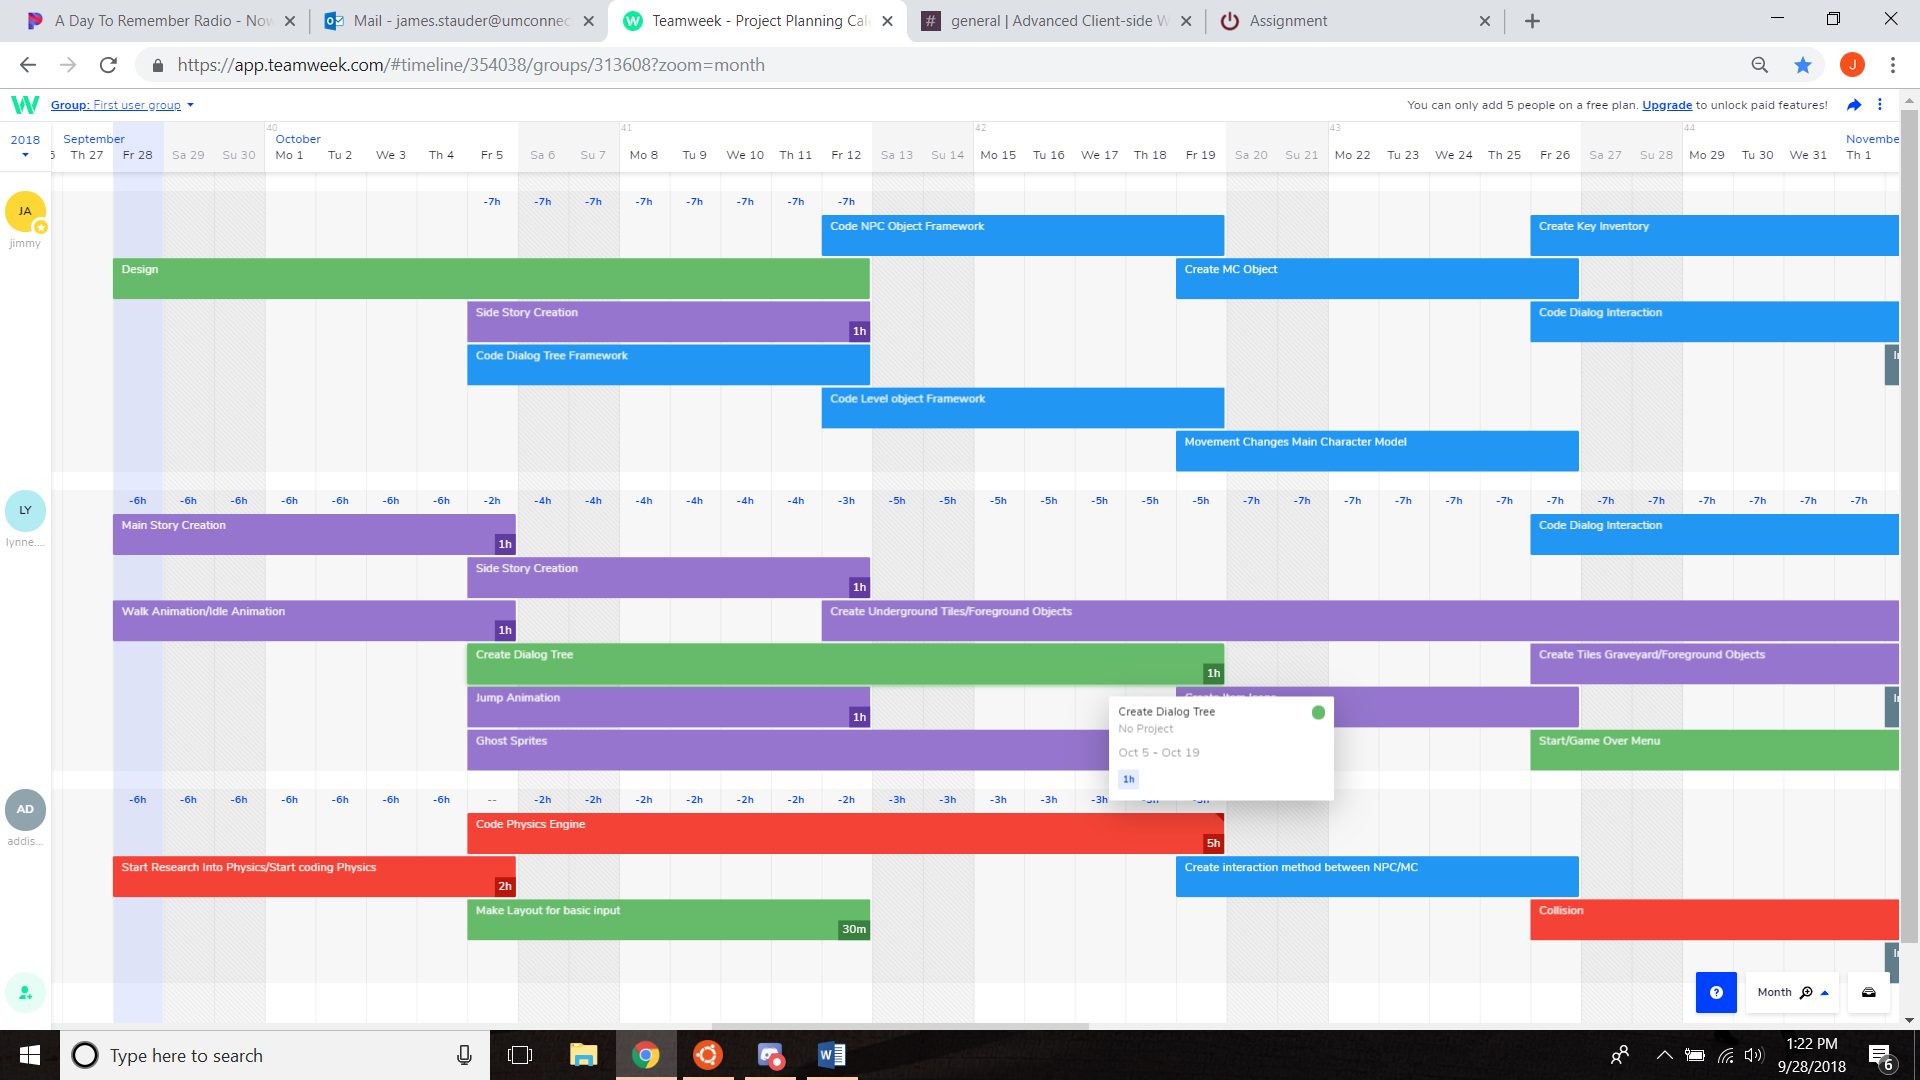 A Day To Remember Radio - Now
Mail - james.stauder@umconnec
Teamweek - Project Planning Cal
general | Advanced Client-side W
Assignment
https://app.teamweek.com/#timeline/354038/groups/313608?zoom=month
J
Group: First user group
You can only add 5 people on a free plan. Upgrade to unlock paid features!
2018
September
40
October
41
42
43
44
Novembe
Th 27 Fr 28 Sa 29 Su 30 Mo 1 Tu 2 We 3 Th 4 Fr 5 Sa 6 Su 7 Mo 8 Tu 9 We 10 Th 11 Fr 12 Sa 13 Su 14 Mo 15 Tu 16 We 17 Th 18 Fr 19 Sa 20 Su 21 Mo 22 Tu 23 We 24 Th 25 Fr 26 Sa 27 Su 28 Mo 29 Tu 30 We 31 Th 1
JA
jimmy
-7h -7h -7h -7h -7h -7h -7h -7h
Code NPC Object Framework
Create Key Inventory
Design
Create MC Object
Side Story Creation
1h
Code Dialog Interaction
Code Dialog Tree Framework
Code Level object Framework
Movement Changes Main Character Model
LY
lynne....
-6h -6h -6h -6h -6h -6h -6h -2h -4h -4h -4h -4h -4h -4h -3h -5h -5h -5h -5h -5h -5h -5h -7h -7h -7h -7h -7h -7h -7h -7h -7h -7h -7h -7h -7h
Main Story Creation
1h
Code Dialog Interaction
Side Story Creation
1h
Walk Animation/Idle Animation
1h
Create Underground Tiles/Foreground Objects
Create Dialog Tree
1h
Create Tiles Graveyard/Foreground Objects
Jump Animation
1h
Ghost Sprites
Start/Game Over Menu
Create Dialog Tree
No Project
Oct 5 - Oct 19
1h
AD
addis...
-6h -6h -6h -6h -6h -6h -6h -- -2h -2h -2h -2h -2h -2h -2h -3h -3h -3h -3h -3h
Code Physics Engine
5h
Start Research Into Physics/Start coding Physics
2h
Create interaction method between NPC/MC
Make Layout for basic input
30m
Collision
Month
Type here to search
1:22 PM
9/28/2018
6